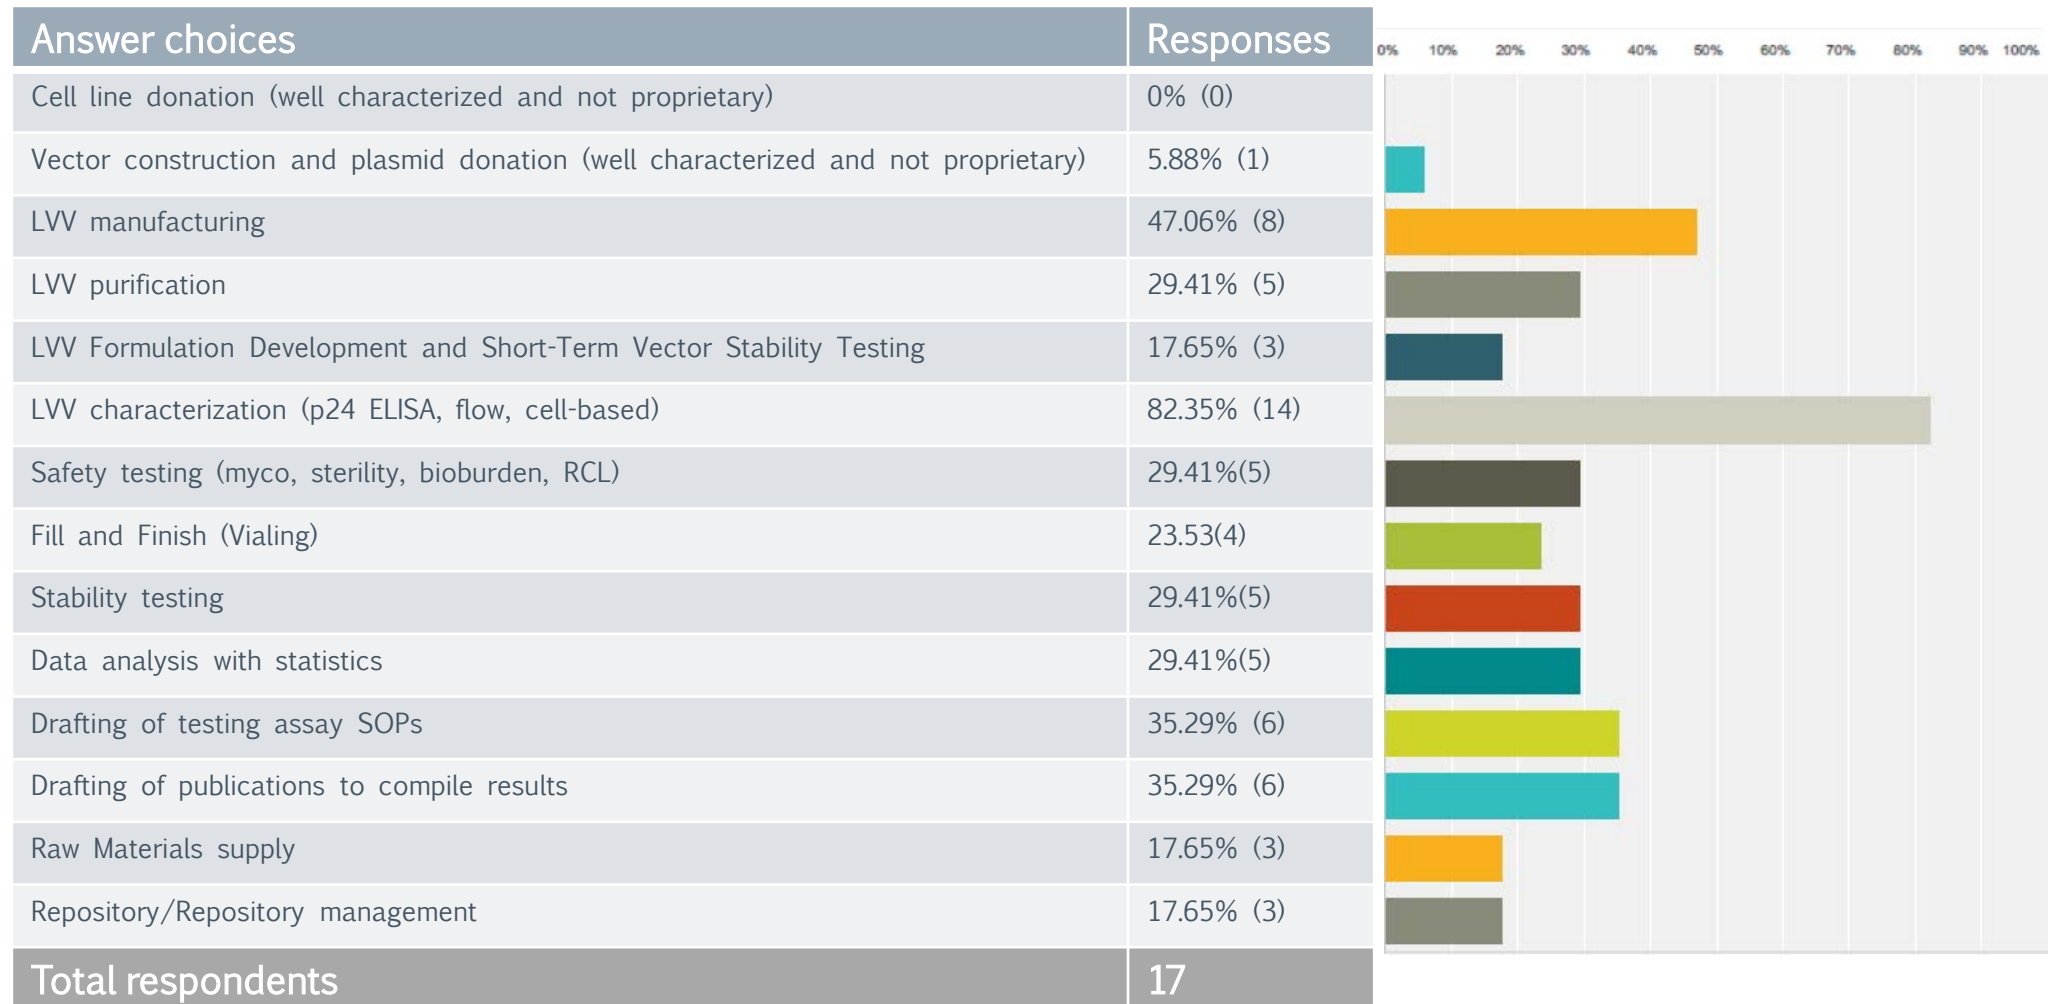 Answer choices Responses
0% 10% 20% 30% 40% 50% 60% 70% 80% 90% 100%
Cell line donation (well characterized and not proprietary) 0% (0)
Vector construction and plasmid donation (well characterized and not proprietary) 5.88% (1)
LVV manufacturing 47.06% (8)
LVV purification 29.41% (5)
LVV Formulation Development and Short-Term Vector Stability Testing 17.65% (3)
LVV characterization (p24 ELISA, flow, cell-based) 82.35% (14)
Safety testing (myco, sterility, bioburden, RCL) 29.41%(5)
Fill and Finish (Vialing) 23.53(4)
Stability testing 29.41%(5)
Data analysis with statistics 29.41%(5)
Drafting of testing assay SOPs 35.29% (6)
Drafting of publications to compile results 35.29% (6)
Raw Materials supply 17.65% (3)
Repository/Repository management 17.65% (3)
Total respondents 17